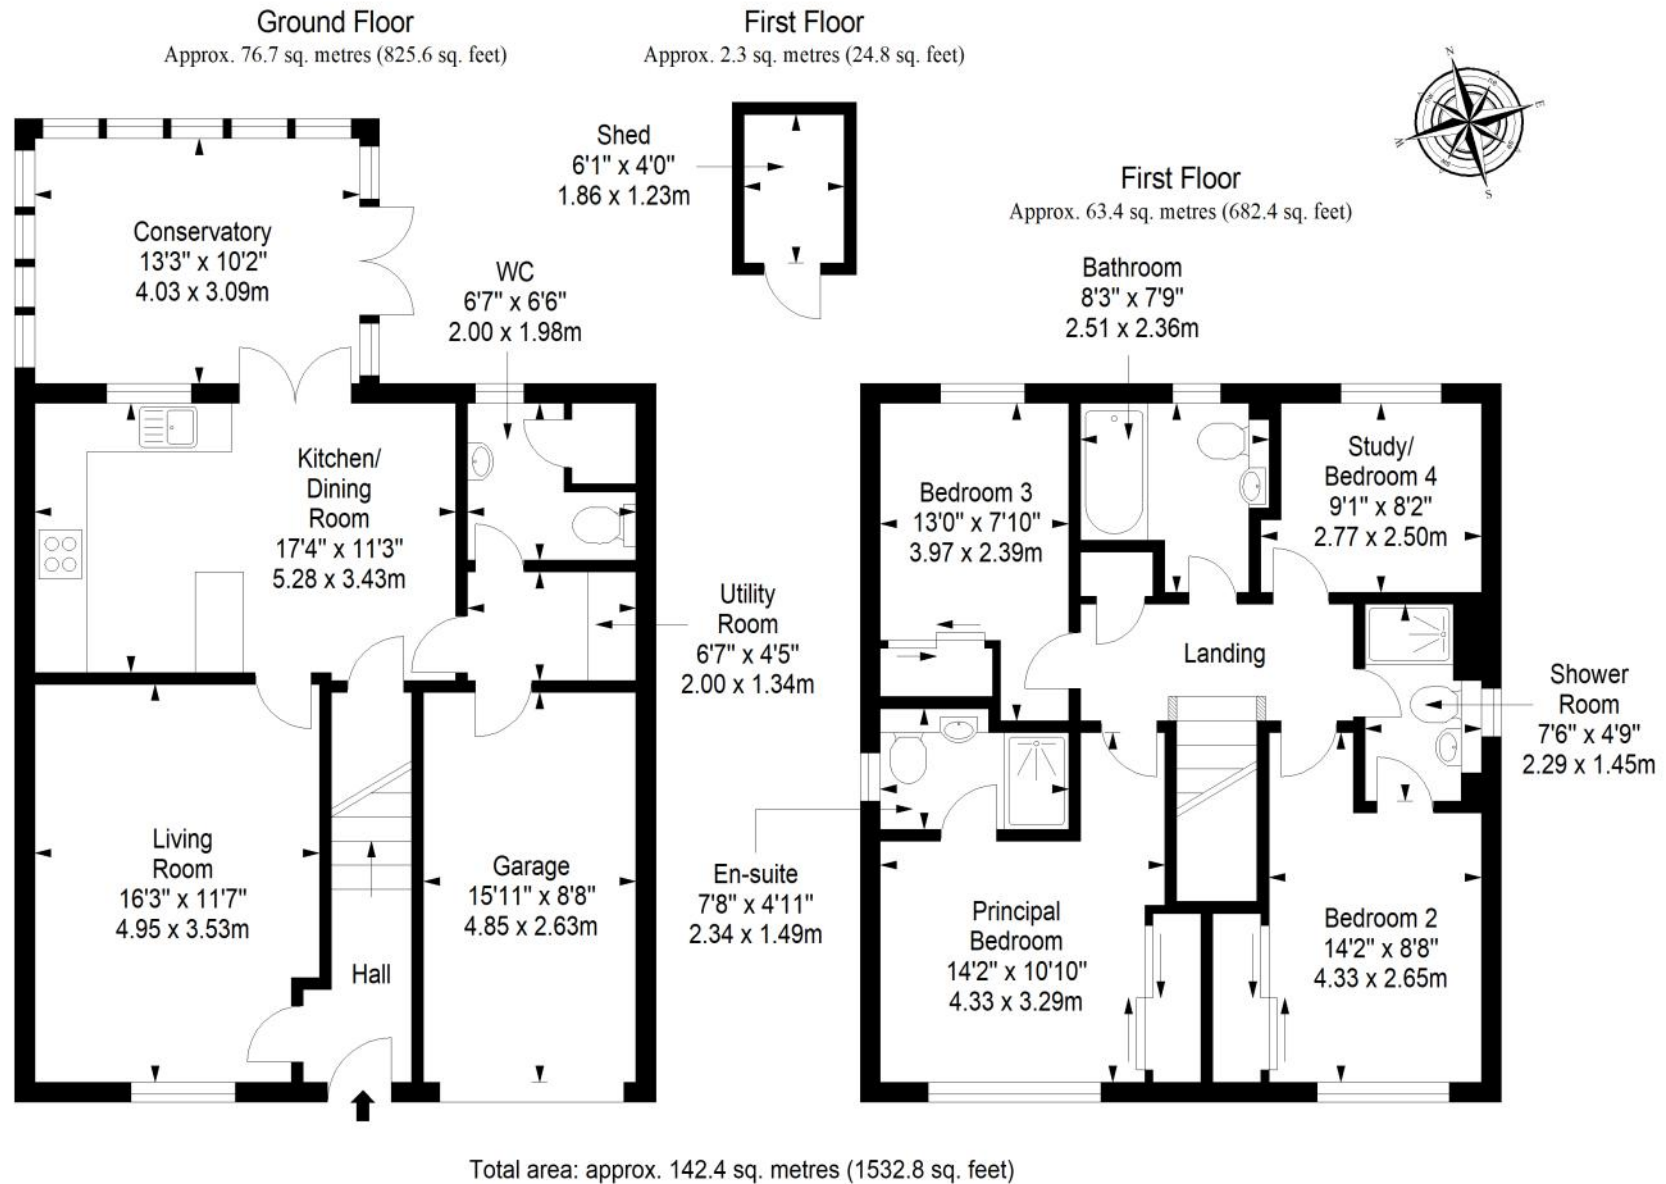 Ground Floor
Approx. 76.7 sq. metres (825.6 sq. feet)
First Floor
Approx. 2.3 sq. metres (24.8 sq. feet)
N
E
S
W
Shed
6'1" x 4'0"
1.86 x 1.23m
First Floor
Approx. 63.4 sq. metres (682.4 sq. feet)
Conservatory
13'3" x 10'2"
4.03 x 3.09m
WC
6'7" x 6'6"
2.00 x 1.98m
Bathroom
8'3" x 7'9"
2.51 x 2.36m
Kitchen/
Dining
Room
17'4" x 11'3"
5.28 x 3.43m
Bedroom 3
13'0" x 7'10"
3.97 x 2.39m
Study/
Bedroom 4
9'1" x 8'2"
2.77 x 2.50m
Utility
Room
6'7" x 4'5"
2.00 x 1.34m
Landing
Shower
Room
7'6" x 4'9"
2.29 x 1.45m
Living
Room
16'3" x 11'7"
4.95 x 3.53m
Garage
15'11" x 8'8"
4.85 x 2.63m
En-suite
7'8" x 4'11"
2.34 x 1.49m
Principal
Bedroom
14'2" x 10'10"
4.33 x 3.29m
Bedroom 2
14'2" x 8'8"
4.33 x 2.65m
Hall
Total area: approx. 142.4 sq. metres (1532.8 sq. feet)